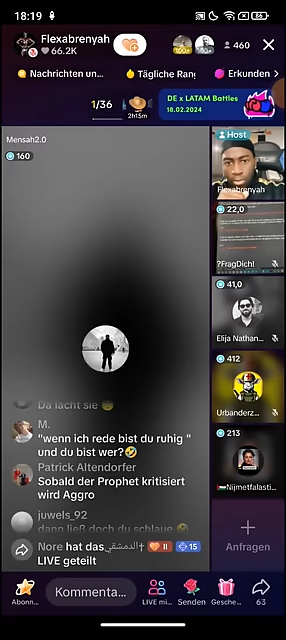 18:19
86
Flexabrenyah
66.2K
460
Nachrichten un...
Tägliche Rang
Erkunden >
1/36
2h15m
DE x LATAM Battles
18.02.2024
Mensah2.0
160
Host
Flexabrenyah
22,0
?FragDich!
41,0
Elija Nathan...
412
Urbanderz...
213
Nijmetfalasti...
Anfragen
Da lacht sie
M.
"wenn ich rede bist du ruhig "
und du bist wer?🤣
Patrick Altendorfer
Sobald der Prophet kritisiert
wird Aggro
juwels_92
dann ließ doch du schlaue 🤣
Nore hat das الدمشقي✝ II 15
LIVE geteilt
Abonn...
Kommenta...
LIVE mi...
Senden
Gesche...
63